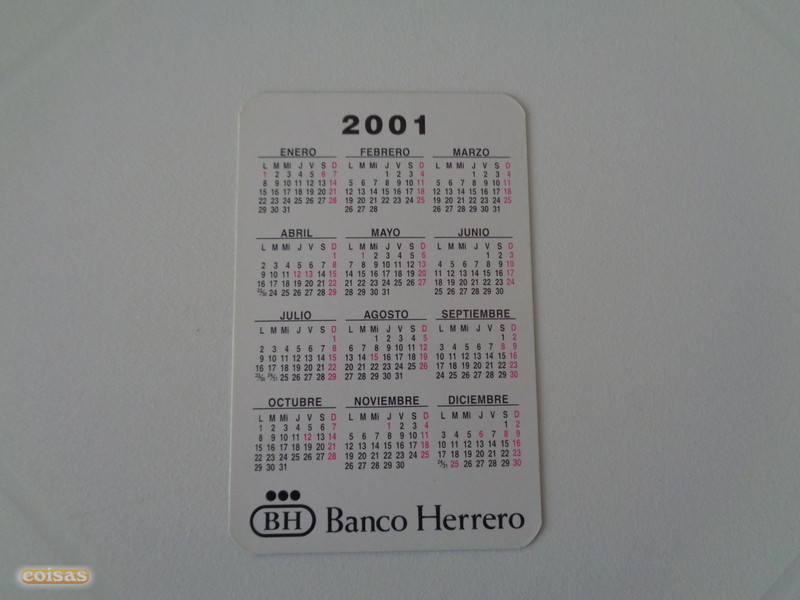 2001
ENERO FEBRERO MARZO
L M Mi J V S D L M Mi J V S D L M Mi J V S D
1 2 3 4 5 6 7 1 2 3 4 1 2 3 4
8 9 10 11 12 13 14 5 6 7 8 9 10 11 5 6 7 8 9 10 11
15 16 17 18 19 20 21 12 13 14 15 16 17 18 12 13 14 15 16 17 18
22 23 24 25 26 27 28 19 20 21 22 23 24 25 19 20 21 22 23 24 25
29 30 31 26 27 28 26 27 28 29 30 31
ABRIL MAYO JUNIO
L M Mi J V S D L M Mi J V S D L M Mi J V S D
1 1 2 3 4 5 6 1 2 3
2 3 4 5 6 7 8 7 8 9 10 11 12 13 4 5 6 7 8 9 10
9 10 11 12 13 14 15 14 15 16 17 18 19 20 11 12 13 14 15 16 17
16 17 18 19 20 21 22 21 22 23 24 25 26 27 18 19 20 21 22 23 24
23/30 24 25 26 27 28 29 28 29 30 31 25 26 27 28 29 30
JULIO AGOSTO SEPTIEMBRE
L M Mi J V S D L M Mi J V S D L M Mi J V S D
1 1 2 3 4 5 1 2
2 3 4 5 6 7 8 6 7 8 9 10 11 12 3 4 5 6 7 8 9
9 10 11 12 13 14 15 13 14 15 16 17 18 19 10 11 12 13 14 15 16
16 17 18 19 20 21 22 20 21 22 23 24 25 26 17 18 19 20 21 22 23
23/30 24/31 25 26 27 28 29 27 28 29 30 31 24 25 26 27 28 29 30
OCTUBRE NOVIEMBRE DICIEMBRE
L M Mi J V S D L M Mi J V S D L M Mi J V S D
1 2 3 4 5 6 7 1 2 3 4 1 2
8 9 10 11 12 13 14 5 6 7 8 9 10 11 3 4 5 6 7 8 9
15 16 17 18 19 20 21 12 13 14 15 16 17 18 10 11 12 13 14 15 16
22 23 24 25 26 27 28 19 20 21 22 23 24 25 17 18 19 20 21 22 23
29 30 31 26 27 28 29 30 24/31 25 26 27 28 29 30
BH Banco Herrero
coisas